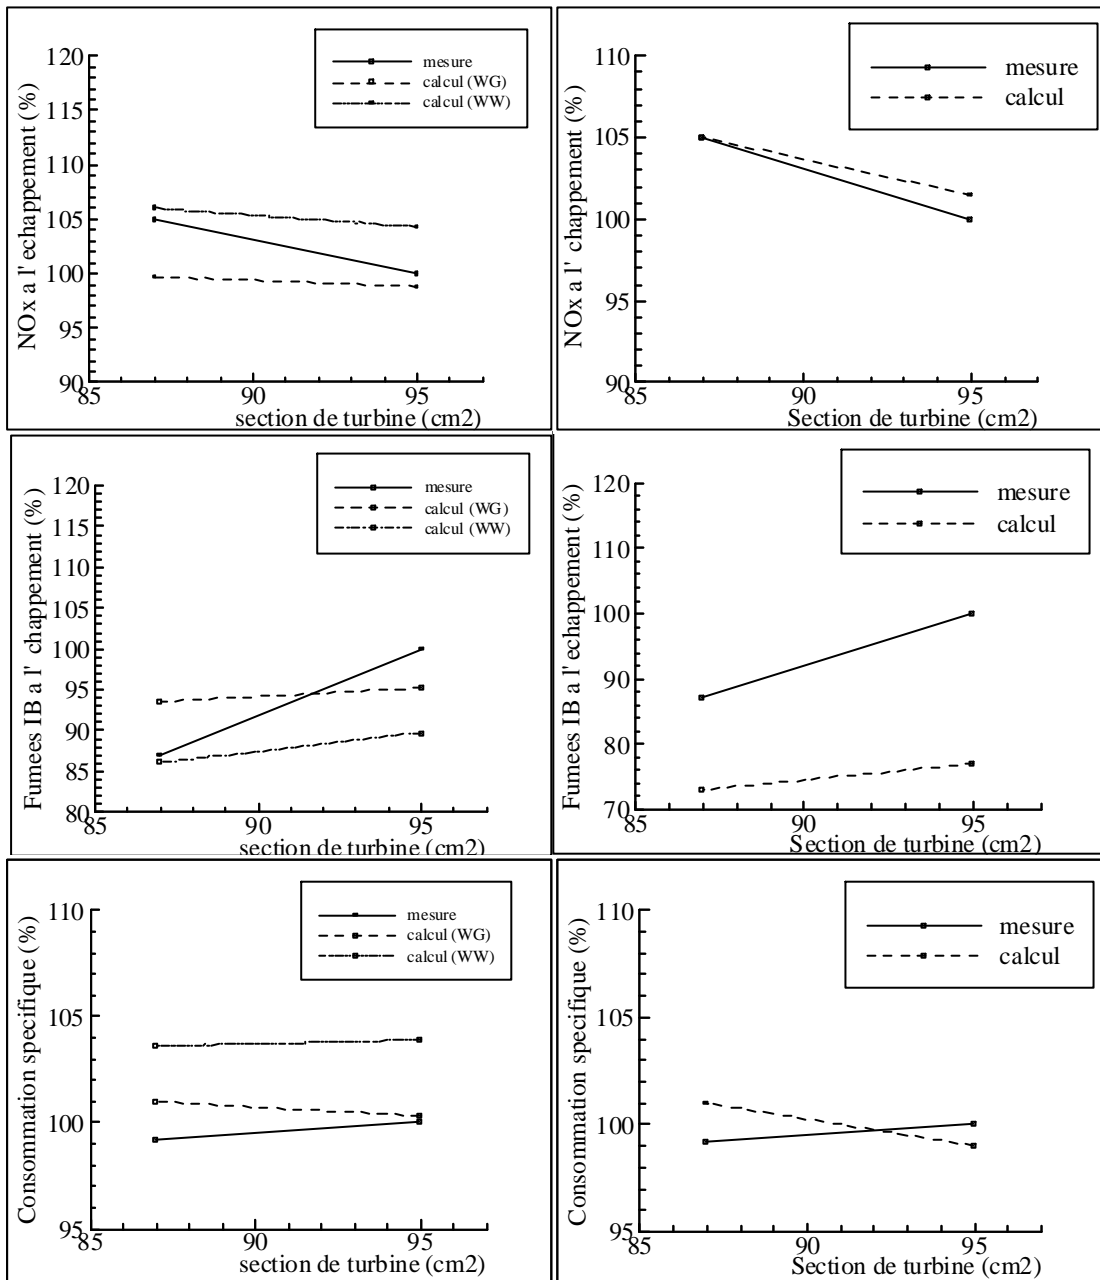 NOx a l' echappement (%)
120
115
110
105
100
95
90
85
90
95
section de turbine (cm2)
mesure
calcul (WG)
calcul (WW)
NOx a l'  chappement (%)
120
115
110
105
100
95
90
85
90
95
Section de turbine (cm2)
mesure
calcul
Fumees IB a l'  chappement (%)
120
115
110
105
100
95
90
85
80
85
90
95
section de turbine (cm2)
mesure
calcul (WG)
calcul (WW)
Fumees IB a l' echappement (%)
120
110
100
90
80
70
85
90
95
Section de turbine (cm2)
mesure
calcul
Consommation specifique (%)
110
105
100
95
85
90
95
section de turbine (cm2)
mesure
calcul (WG)
calcul (WW)
Consommation specifique (%)
110
105
100
95
85
90
95
Section de turbine (cm2)
mesure
calcul